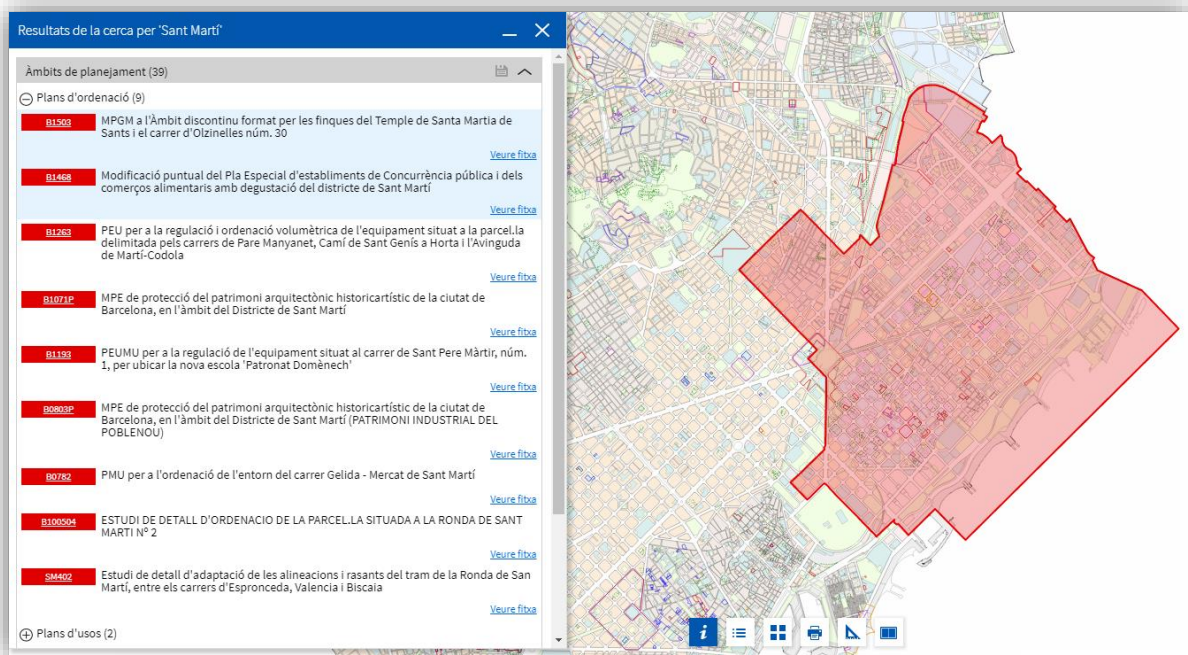 Resultats de la cerca per 'Sant Martí'
Àmbits de planejament (39)
Plans d'ordenació (9)
B1503
MPGM a l'Àmbit discontinu format per les finques del Temple de Santa Martia de
Sants i el carrer d'Olzinelles núm. 30
Veure fitxa
B1468
Modificació puntual del Pla Especial d'establiments de Concurrència pública i dels
comerços alimentaris amb degustació del districte de Sant Martí
Veure fitxa
B1263
PEU per a la regulació i ordenació volumètrica de l'equipament situat a la parcel.la
delimitada pels carrers de Pare Manyanet, Camí de Sant Genís a Horta i l'Avinguda
de Martí-Codola
Veure fitxa
B1071P
MPE de protecció del patrimoni arquitectònic historicartístic de la ciutat de
Barcelona, en l'àmbit del Districte de Sant Martí
Veure fitxa
B1193
PEUMU per a la regulació de l'equipament situat al carrer de Sant Pere Màrtir, núm.
1, per ubicar la nova escola 'Patronat Domènech'
Veure fitxa
B0803P
MPE de protecció del patrimoni arquitectònic historicartístic de la ciutat de
Barcelona, en l'àmbit del Districte de Sant Martí (PATRIMONI INDUSTRIAL DEL
POBLENOU)
Veure fitxa
B0782
PMU per a l'ordenació de l'entorn del carrer Gelida - Mercat de Sant Martí
Veure fitxa
B100504
ESTUDI DE DETALL D'ORDENACIO DE LA PARCEL.LA SITUADA A LA RONDA DE SANT
MARTI Nº 2
Veure fitxa
SM402
Estudi de detall d'adaptació de les alineacions i rasants del tram de la Ronda de San
Martí, entre els carrers d'Espronceda, Valencia i Biscaia
Veure fitxa
Plans d'usos (2)